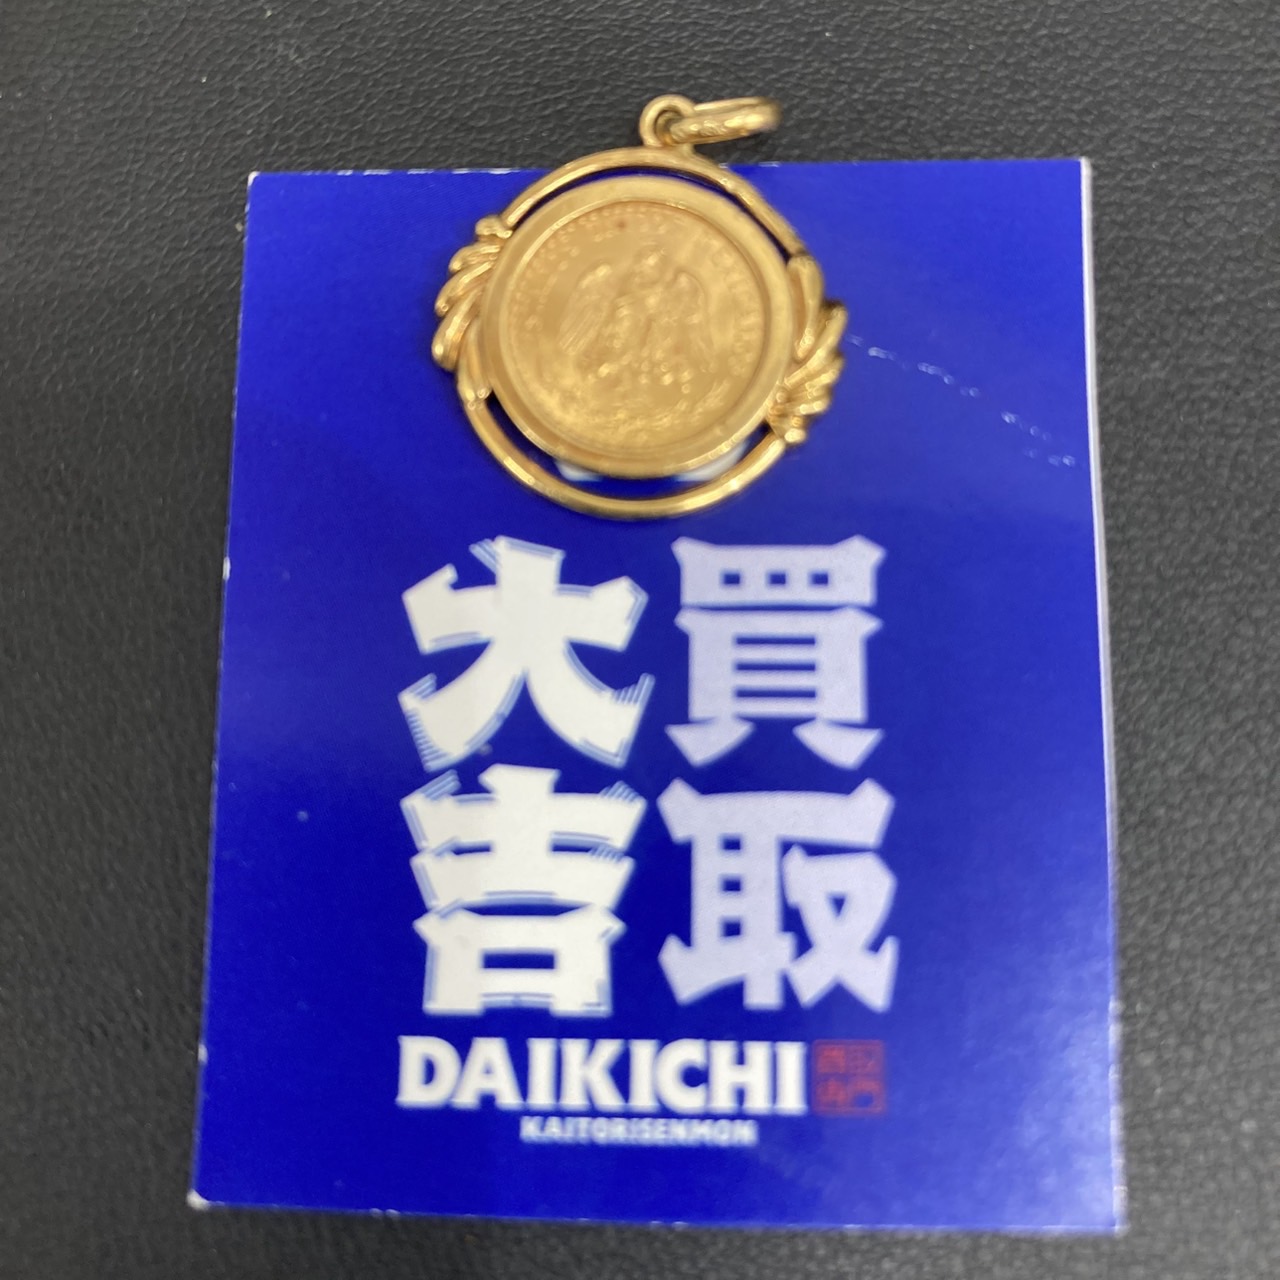 買取
大吉
DAIKICHI
KAITORISENMON